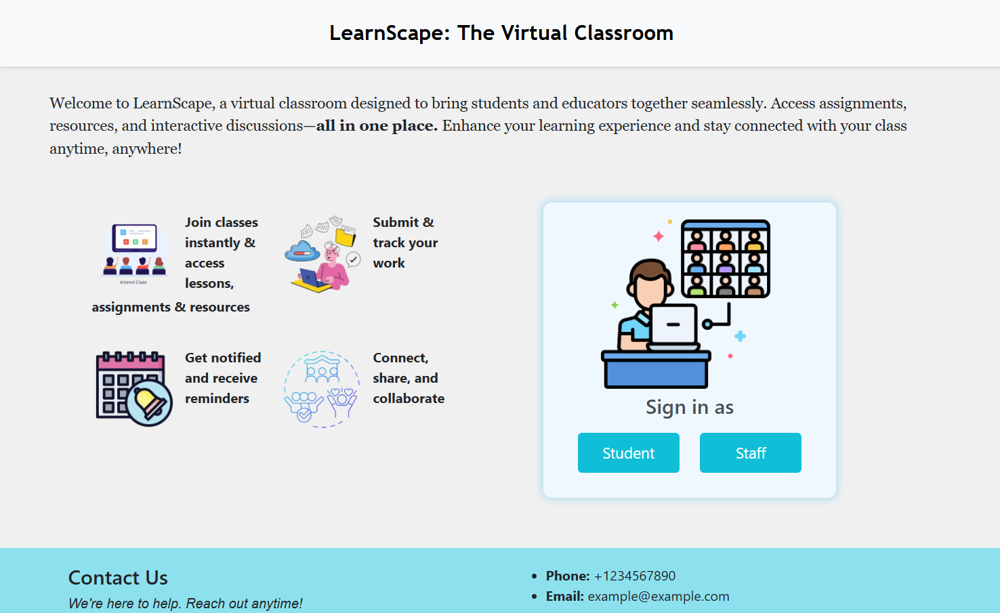 LearnScape: The Virtual Classroom
Welcome to LearnScape, a virtual classroom designed to bring students and educators together seamlessly. Access assignments,
resources, and interactive discussions—all in one place. Enhance your learning experience and stay connected with your class
anytime, anywhere!
A B C
Attend Class
Join classes
instantly &
access
lessons,
assignments & resources
Submit &
track your
work
Get notified
and receive
reminders
Connect,
share, and
collaborate
Sign in as
Student
Staff
Contact Us
We're here to help. Reach out anytime!
• Phone: +1234567890
• Email: example@example.com